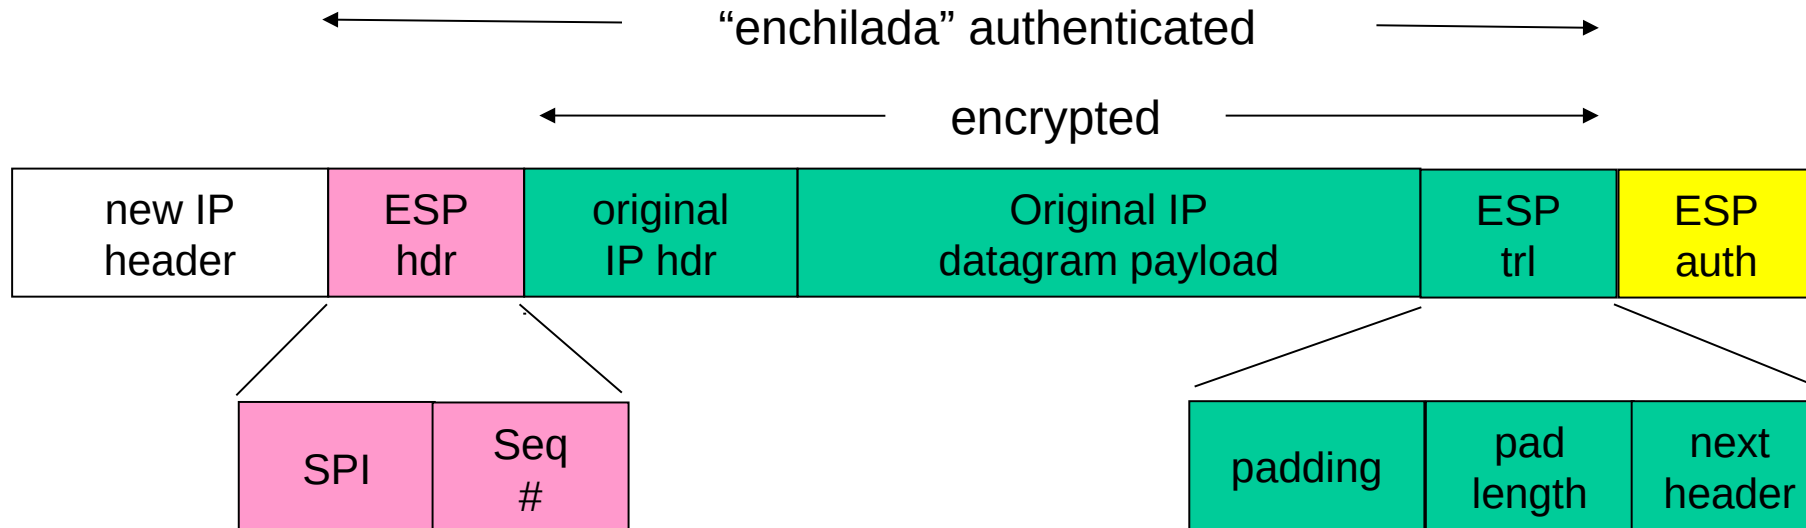 “enchilada” authenticated
encrypted
new IP
header
ESP
hdr
original
IP hdr
Original IP
datagram payload
ESP
trl
ESP
auth
SPI
Seq
#
padding
pad
length
next
header